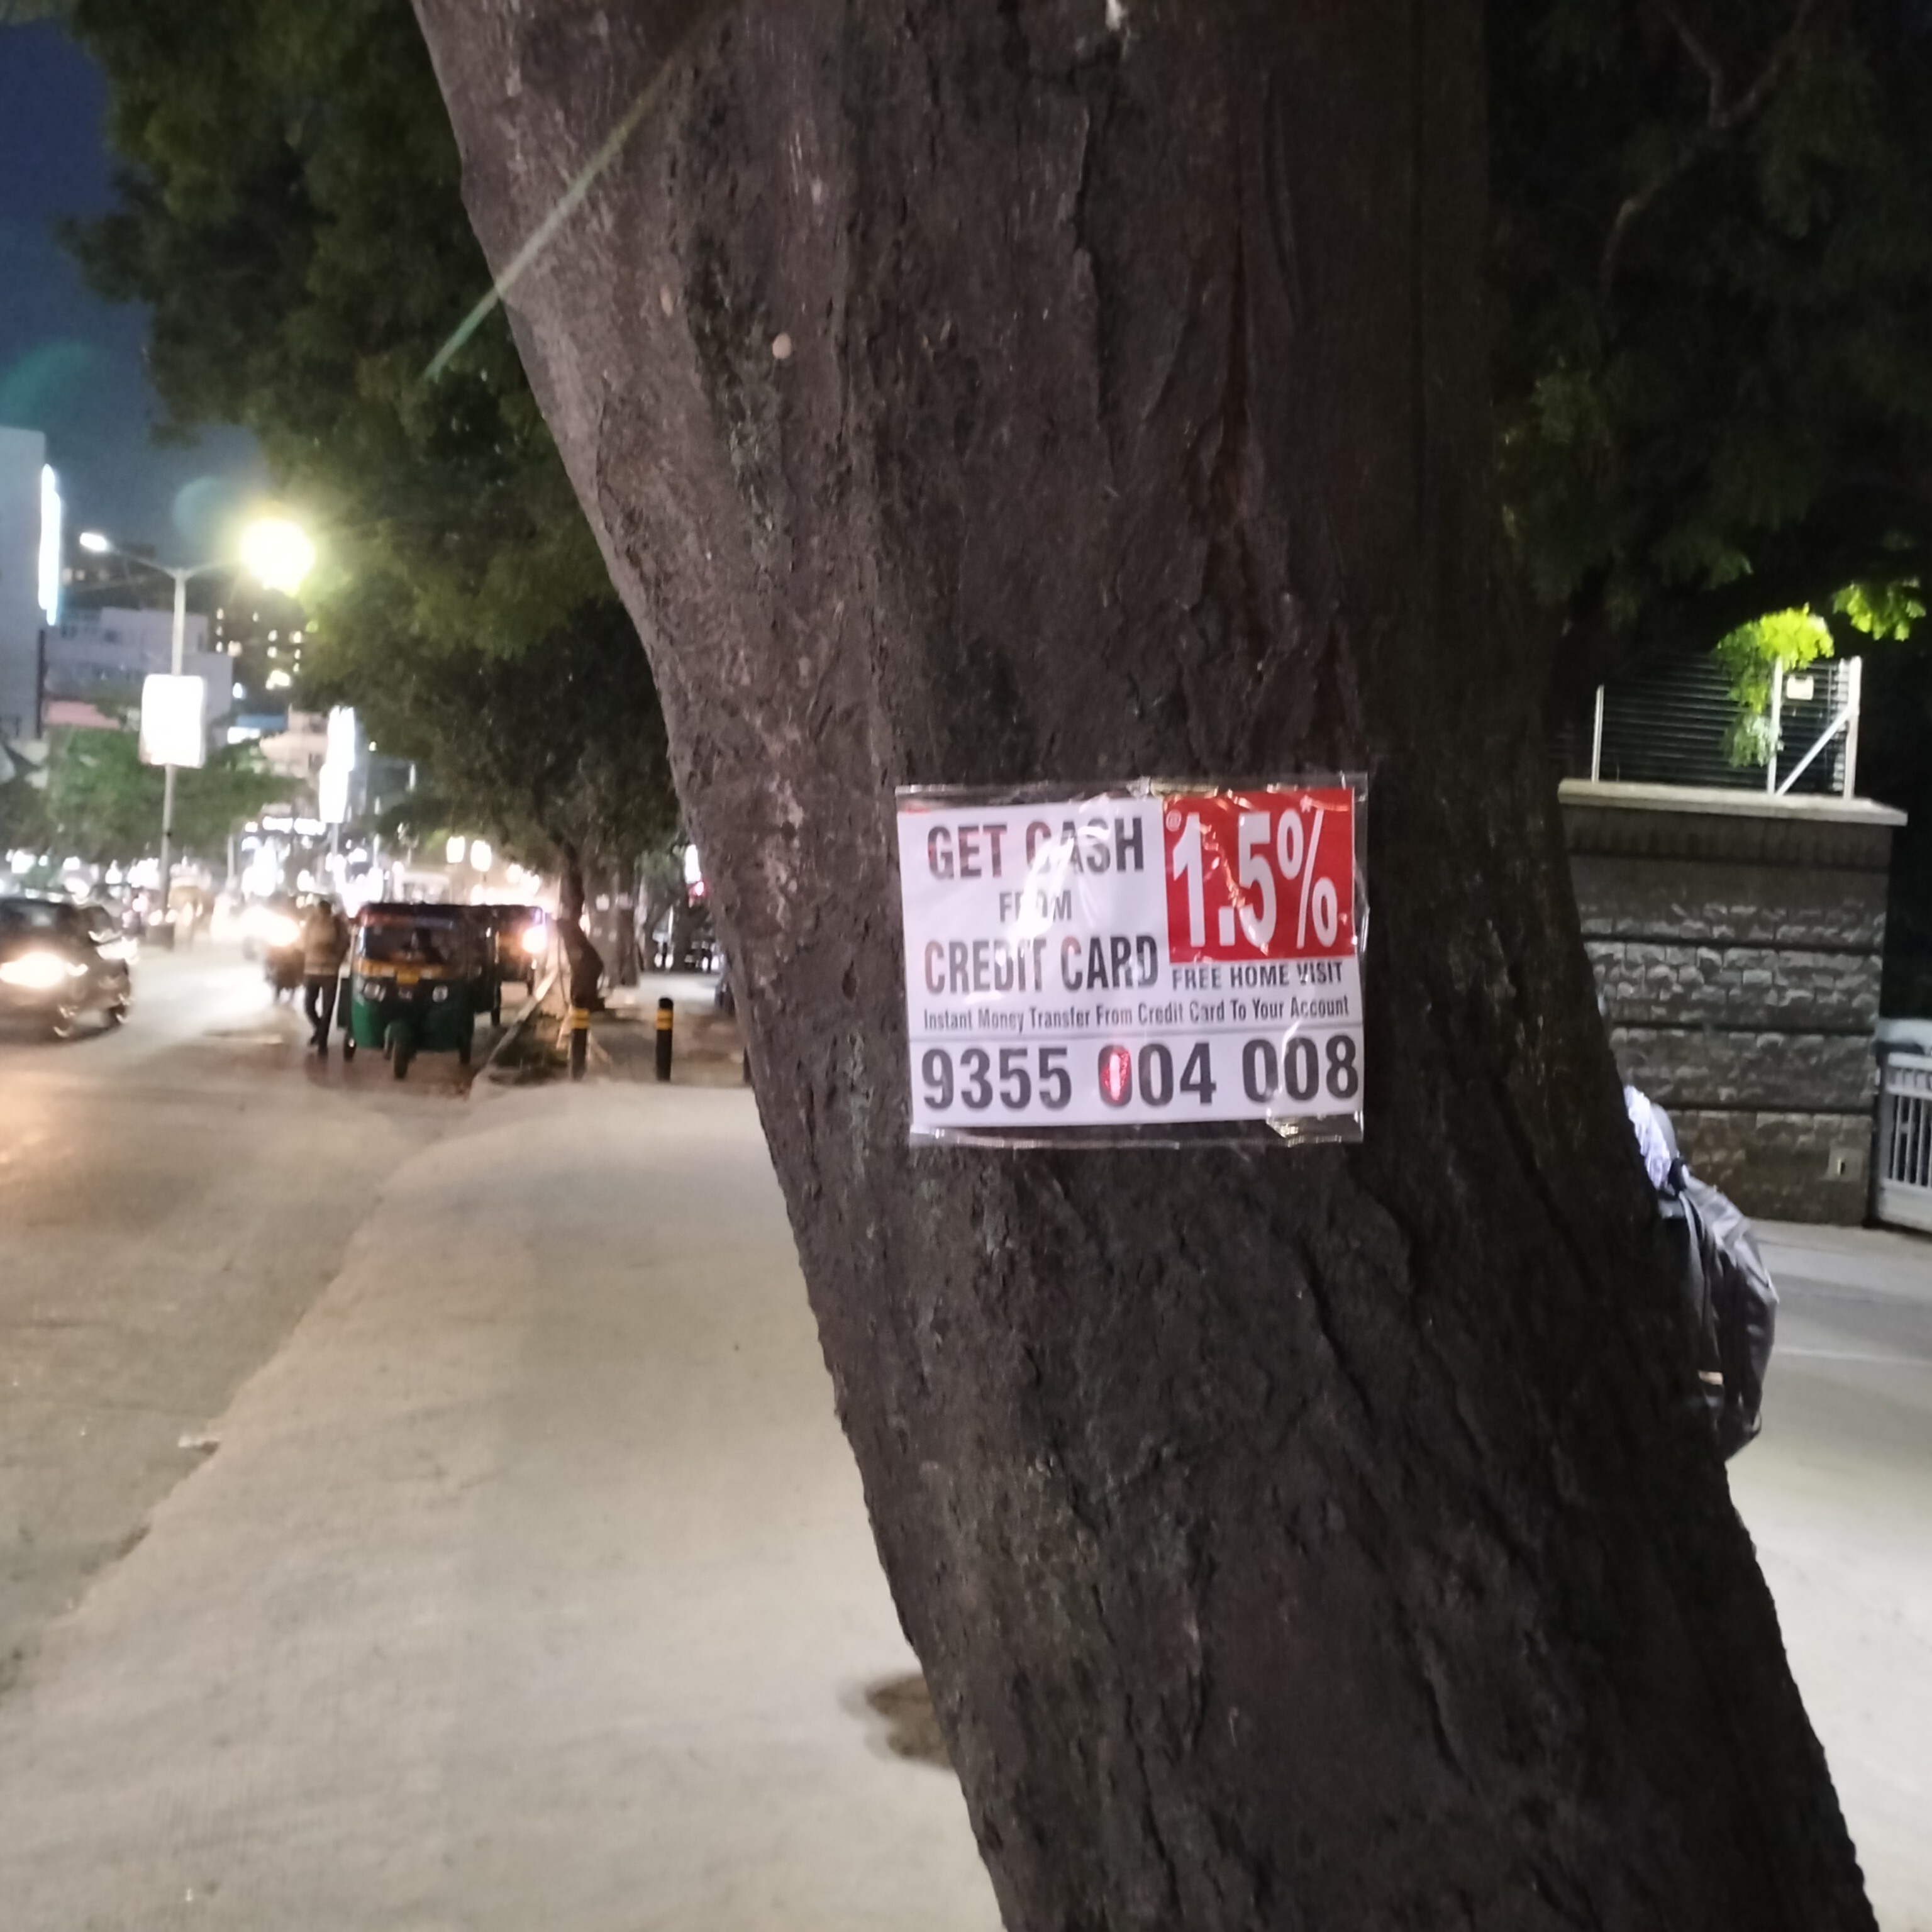 GET CASH
FROM
CREDIT CARD
@ 1.5%*
FREE HOME VISIT
Instant Money Transfer From Credit Card To Your Account
9355 004 008